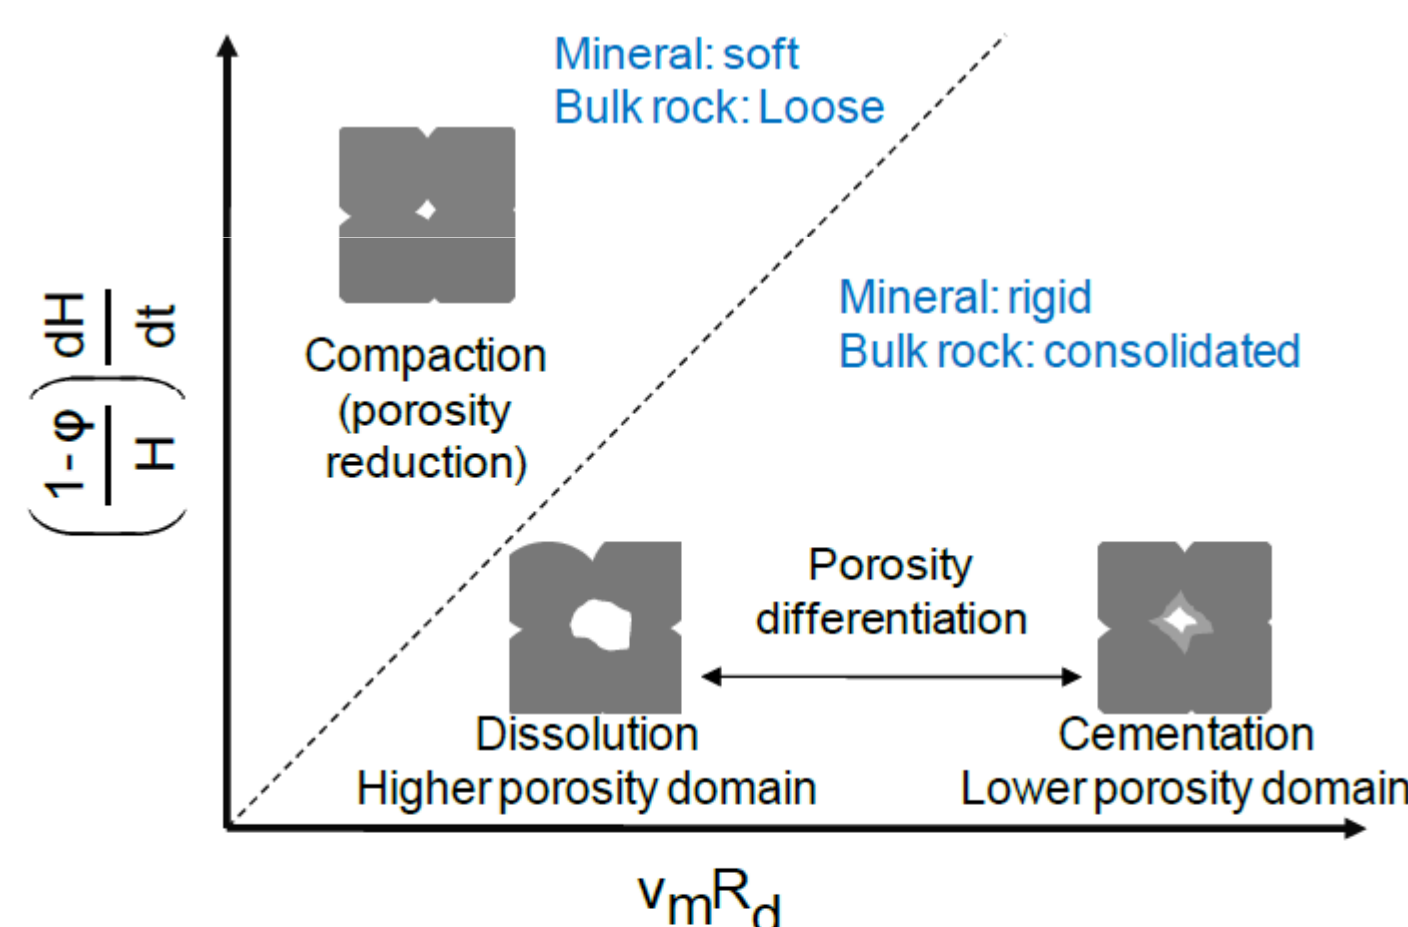 Mineral: soft
Bulk rock: Loose
Mineral: rigid
Bulk rock: consolidated
(1-φ/H) dH/dt
Compaction
(porosity
reduction)
Porosity
differentiation
Dissolution
Higher porosity domain
Cementation
Lower porosity domain
vmRd